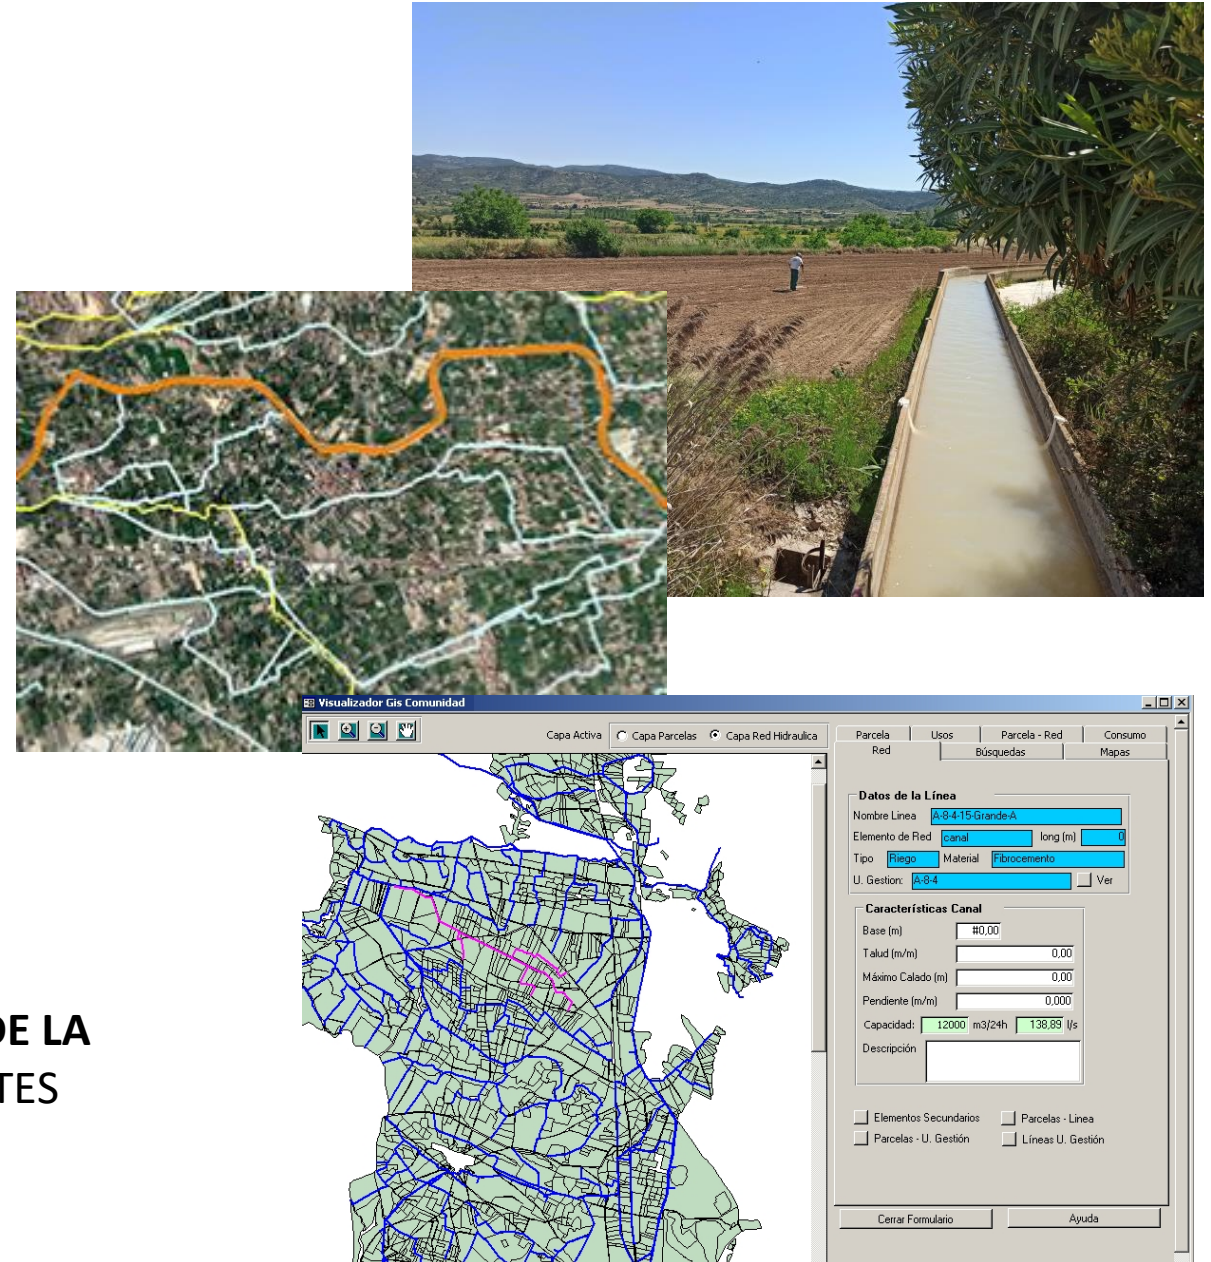 Visualizador Gis Comunidad
Capa Activa Capa Parcelas Capa Red Hidraulica
Parcela Usos Parcela - Red Consumo
Red Búsquedas Mapas
Datos de la Línea
Nombre Linea A-8-4-15-Grande-A
Elemento de Red canal long (m) 0
Tipo Riego Material Fibrocemento
U. Gestion: A-8-4 Ver
Características Canal
Base (m) #0,00
Talud (m/m) 0,00
Máximo Calado (m) 0,00
Pendiente (m/m) 0,000
Capacidad: 12000 m3/24h 138,89 l/s
Descripción
Elementos Secundarios Parcelas - Linea
Parcelas - U. Gestión Líneas U. Gestión
Cerrar Formulario Ayuda
DE LA
TES